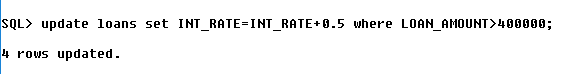 SQL> update loans set INT_RATE=INT_RATE+0.5 where LOAN_AMOUNT>400000;
4 rows updated.